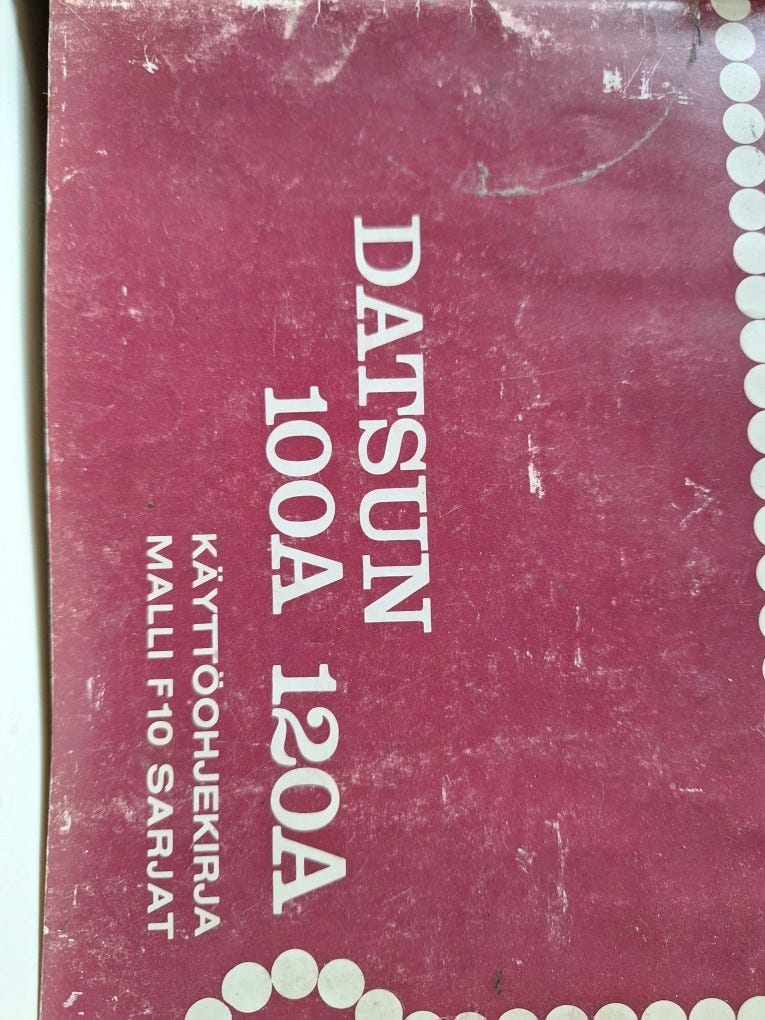 DATSUN
100A 120A
KÄYTTÖOHJEKIRJA
MALLI F10 SARJAT